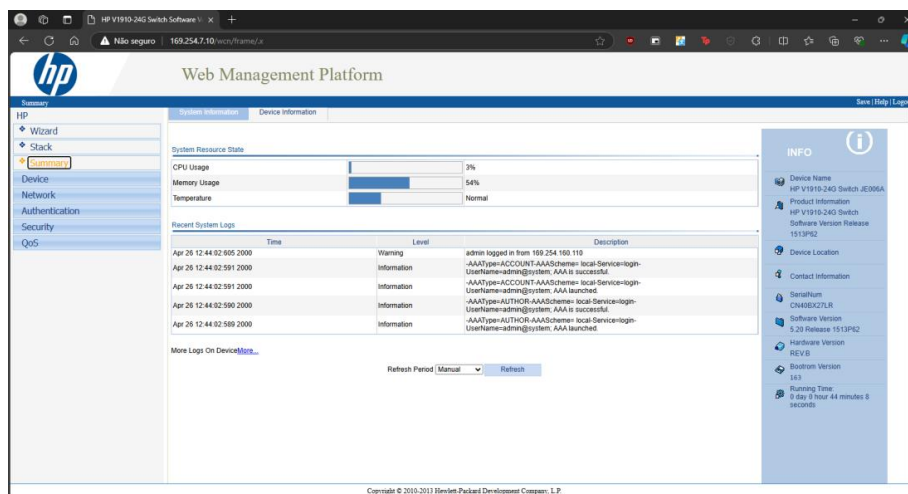 HP V1910-24G Switch Software V
Não seguro
169.254.7.10/wcn/frame/.e
hp
Web Management Platform
Summary
Save | Help | Logo
HP
Wizard
Stack
Summary
Device
Network
Authentication
Security
QoS
System Information
Device Information
System Resource State
CPU Usage 3%
Memory Usage 54%
Temperature Normal
Recent System Logs
Time Level Description
Apr 26 12:44:02:605 2000 Warning admin logged in from 169.254.160.110
Apr 26 12:44:02:591 2000 Information -AAAType=ACCOUNT-AAAScheme= local-Service=login-
UserName=admin@system; AAA is successful.
Apr 26 12:44:02:591 2000 Information -AAAType=ACCOUNT-AAAScheme= local-Service=login-
UserName=admin@system; AAA launched.
Apr 26 12:44:02:590 2000 Information -AAAType=AUTHOR-AAAScheme= local-Service=login-
UserName=admin@system; AAA is successful.
Apr 26 12:44:02:589 2000 Information -AAAType=AUTHOR-AAAScheme= local-Service=login-
UserName=admin@system; AAA launched.
More Logs On DeviceMore...
Refresh Period Manual Refresh
INFO
Device Name
HP V1910-24G Switch JE006A
Product Information
HP V1910-24G Switch
Software Version Release
1513P62
Device Location
Contact Information
SerialNum
CN40BX27LR
Software Version
5.20 Release 1513P62
Hardware Version
REV.B
Bootrom Version
163
Running Time:
0 day 0 hour 44 minutes 8
seconds
Copyright © 2010-2013 Hewlett-Packard Development Company, L.P.